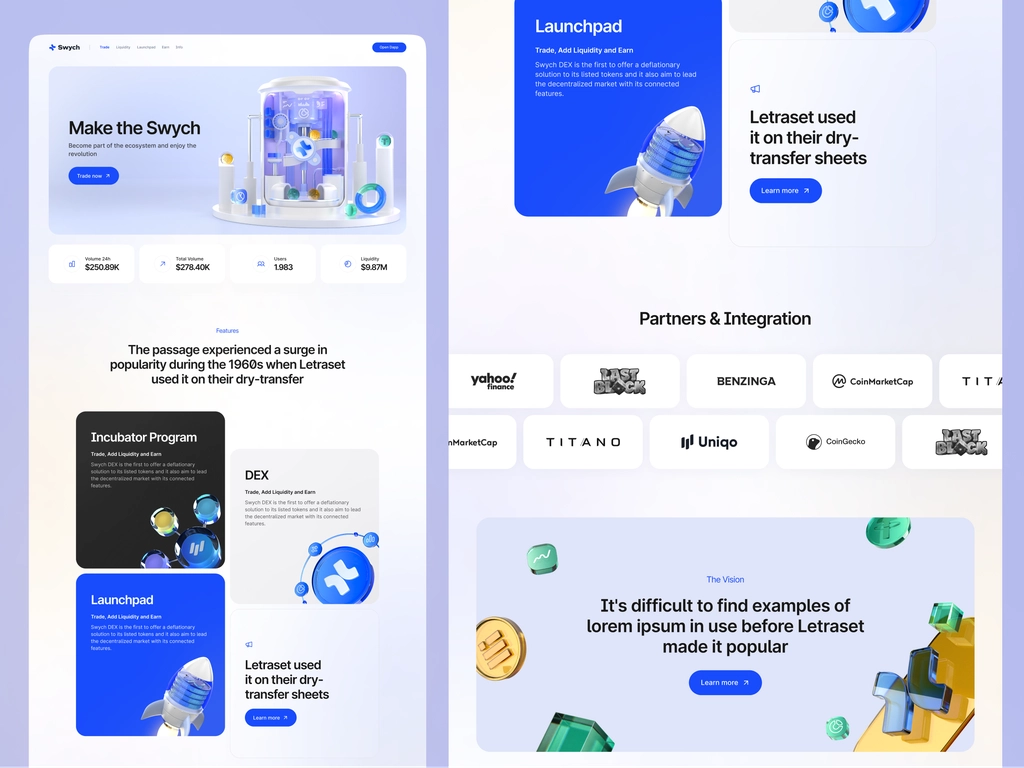 Swych
Trade Liquidity Launchpad Earn
Open Dapp
Make the Swych
Become part of the ecosystem and enjoy the
revolution
Trade now
Volume 24h
$250.89K
Total Volume
$278.40K
Users
1.983
Liquidity
$9.87M
Features
The passage experienced a surge in
popularity during the 1960s when Letraset
used it on their dry-transfer
Incubator Program
Trade, Add Liquidity and Earn
Swych DEX is the first to offer a deflationary
solution to its listed tokens and it also aim to lead
the decentralized market with its connected
features.
DEX
Trade, Add Liquidity and Earn
Swych DEX is the first to offer a deflationary
solution to its listed tokens and it also aim to lead
the decentralized market with its connected
features.
Launchpad
Trade, Add Liquidity and Earn
Swych DEX is the first to offer a deflationary
solution to its listed tokens and it also aim to lead
the decentralized market with its connected
features.
Letraset used
it on their dry-
transfer sheets
Learn more
Launchpad
Trade, Add Liquidity and Earn
Swych DEX is the first to offer a deflationary
solution to its listed tokens and it also aim to lead
the decentralized market with its connected
features.
Letraset used
it on their dry-
transfer sheets
Learn more
Partners & Integration
yahoo!
finance
LAST
BLOCK
BENZINGA
CoinMarketCap
TITA
nMarketCap
TITANO
Uniqo
CoinGecko
LAST
BLOCK
The Vision
It's difficult to find examples of
lorem ipsum in use before Letraset
made it popular
Learn more